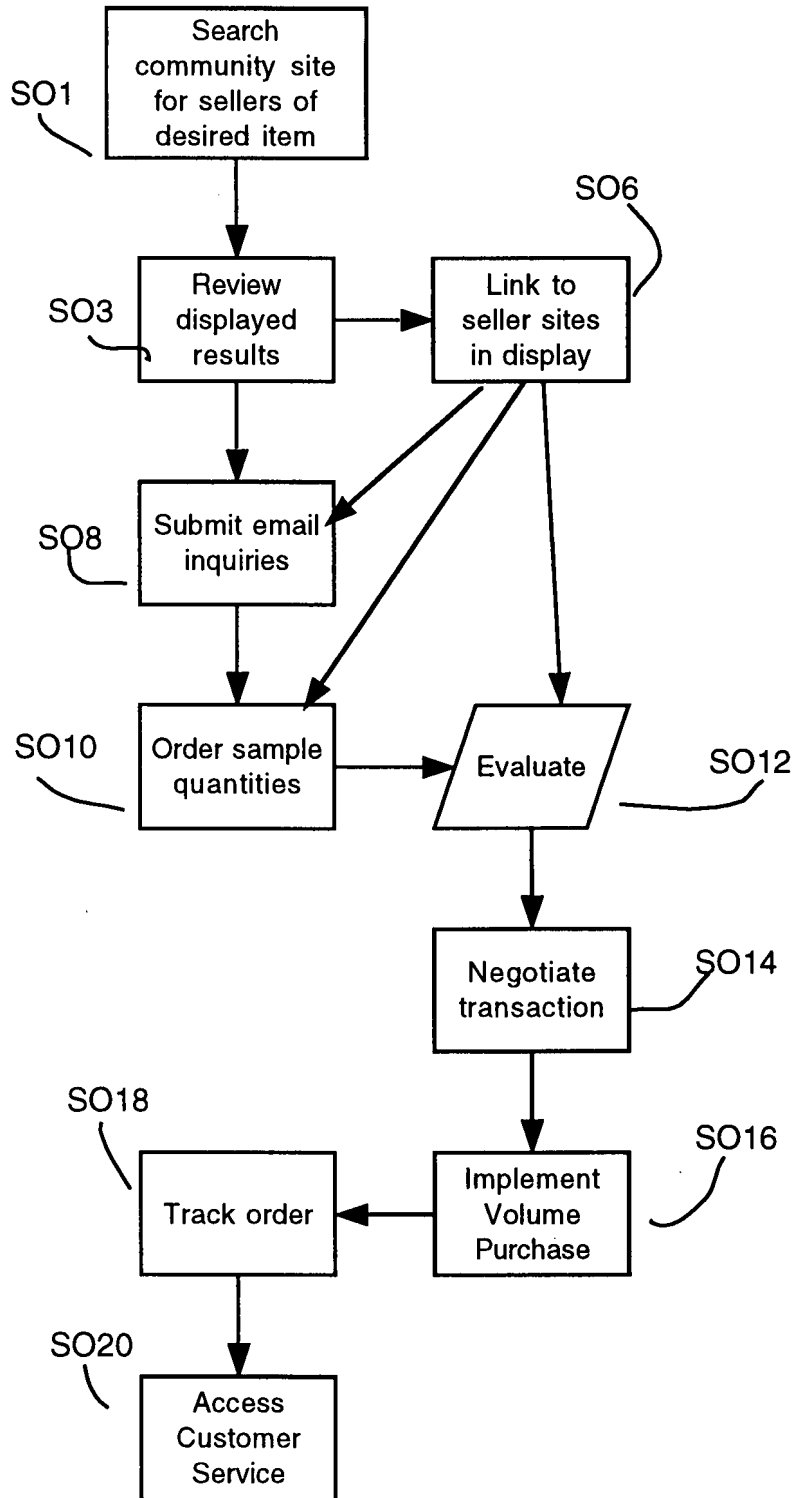 Search
community site
for sellers of
desired item
SO1
SO6
Review
displayed
results
SO3
Link to
seller sites
in display
Submit email
inquiries
SO8
Order sample
quantities
SO10
Evaluate
SO12
Negotiate
transaction
SO14
SO18
Track order
Implement
Volume
Purchase
SO16
SO20
Access
Customer
Service